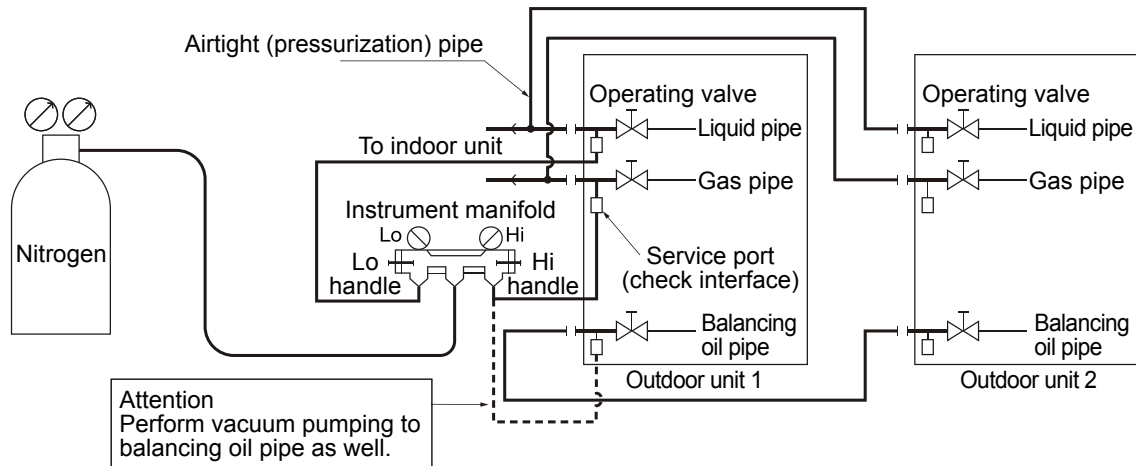 Airtight (pressurization) pipe
Operating valve
Operating valve
Liquid pipe
Liquid pipe
To indoor unit
Gas pipe
Gas pipe
Instrument manifold
Lo
Hi
Nitrogen
Lo
handle
Hi
handle
Service port
(check interface)
Balancing
oil pipe
Balancing
oil pipe
Outdoor unit 1
Outdoor unit 2
Attention
Perform vacuum pumping to
balancing oil pipe as well.